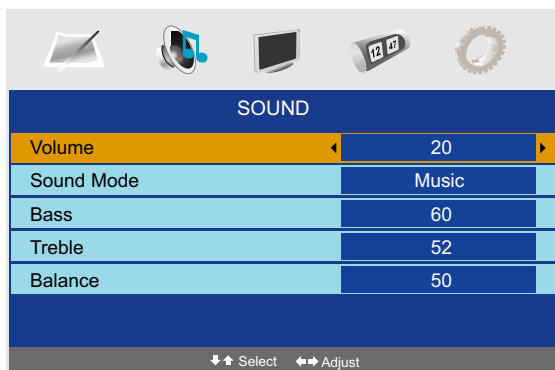 12 47
SOUND
Volume 20
Sound Mode Music
Bass 60
Treble 52
Balance 50
Select Adjust